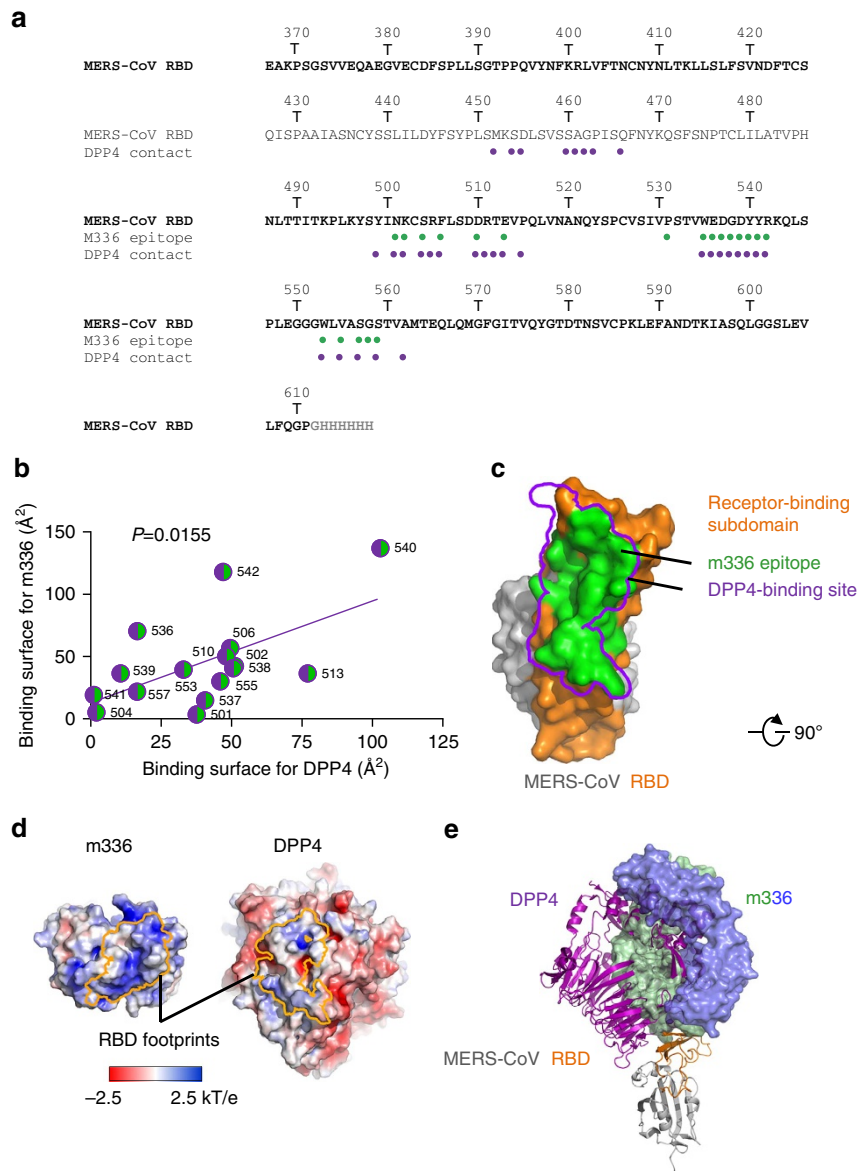 a
370 380 390 400 410 420
MERS-CoV RBD EAKPSGSVVEQAEGVECDFSPLLSGTPPQVYNFKRLVFTNCNYNLTKLLSLFSVNDFTCS
430 440 450 460 470 480
MERS-CoV RBD QISPAAIASNCYSSLILDYFSYPLSMKSDLSVSSAGPISQFNYKQSFSNPTCLILATVPH
DPP4 contact
490 500 510 520 530 540
MERS-CoV RBD NLTTITKPLKYSYINKCSRFLSDDRTEVPQLVNANQYSPCVSIVPSTVWEDGDYYRKQLS
M336 epitope
DPP4 contact
550 560 570 580 590 600
MERS-CoV RBD PLEGGGWLVASGSTVAMTEQLQMGFGITVQYGTDTNSVCPKLEFANDTKIASQLGGSLEV
M336 epitope
DPP4 contact
610
MERS-CoV RBD LFQGPGHHHHHH
b
Binding surface for m336 (Å2)
150
100
50
0
P=0.0155
540
542
536
506
510
502
539
538
513
553
555
541
557
537
504
501
0 25 50 75 100 125
Binding surface for DPP4 (Å2)
c
Receptor-binding
subdomain
m336 epitope
DPP4-binding site
90°
MERS-CoV RBD
d
m336
DPP4
RBD footprints
−2.5 2.5 kT/e
e
DPP4
m336
MERS-CoV RBD